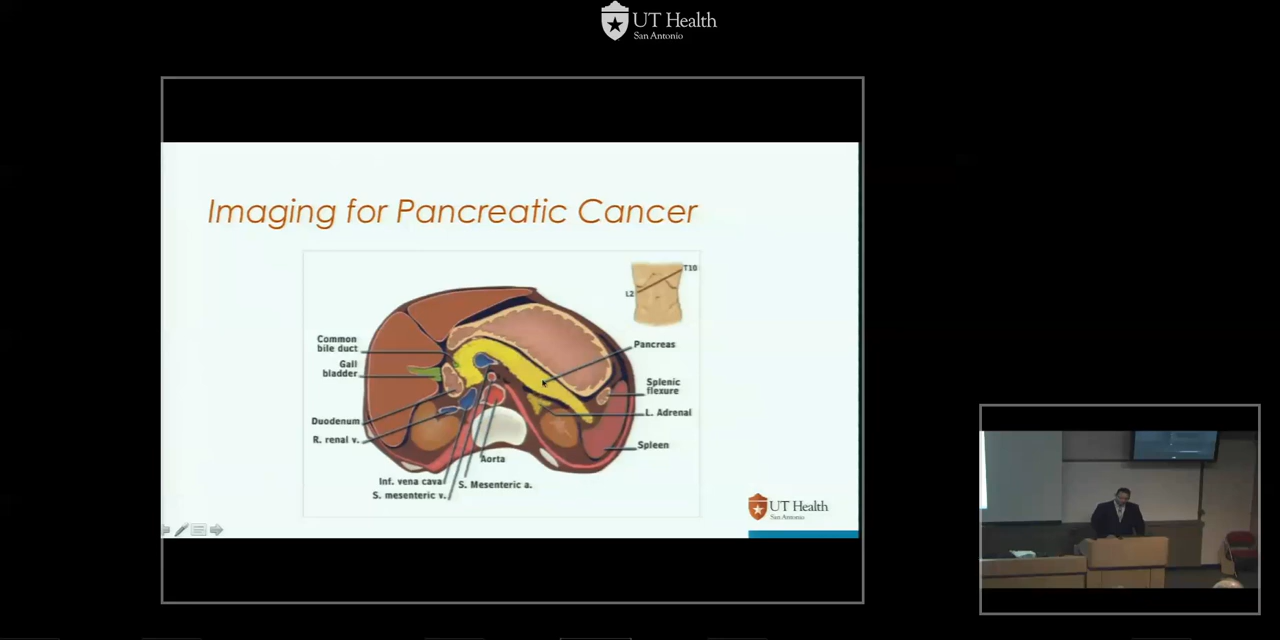 UT Health
San Antonio
Imaging for Pancreatic Cancer
T10
L2
Common
bile duct
Gall
bladder
Duodenum
R. renal v.
Inf. vena cava
S. mesenteric v.
Aorta
S. Mesenteric a.
Pancreas
Splenic
flexure
L. Adrenal
Spleen
UT Health
San Antonio